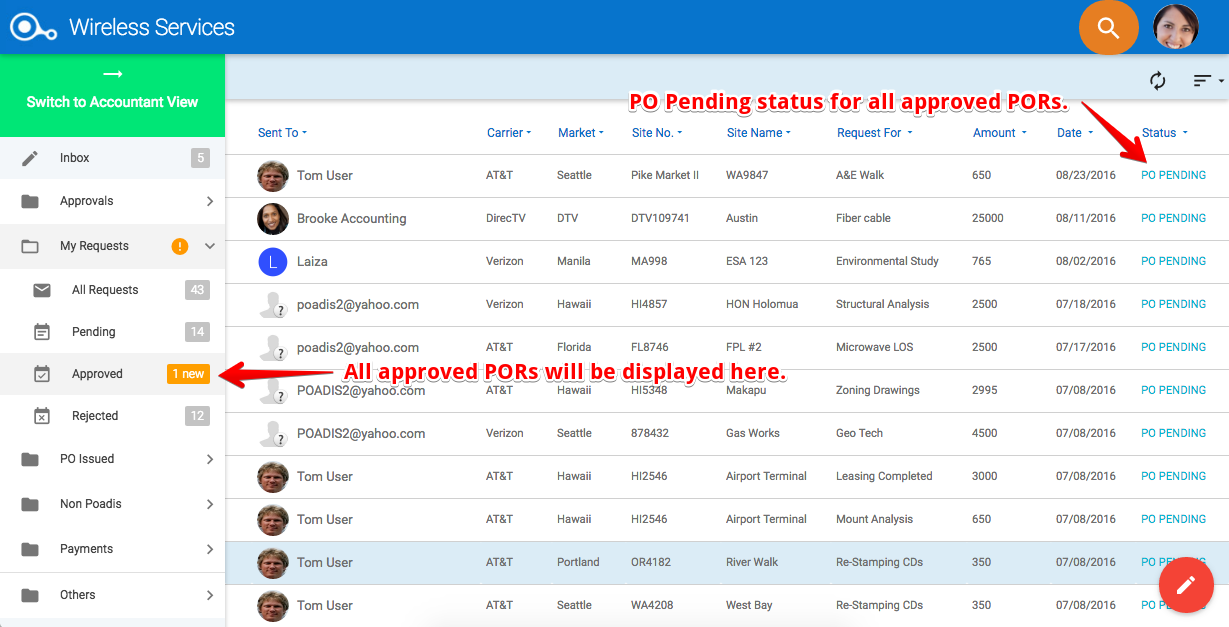 Wireless Services
Switch to Accountant View
PO Pending status for all approved PORs.
Sent To Carrier Market Site No. Site Name Request For Amount Date Status
Inbox 5
Approvals
My Requests !
All Requests 43
Pending 14
Approved 1 new
Rejected 12
PO Issued
Non Poadis
Payments
Others
Tom User AT&T Seattle Pike Market II WA9847 A&E Walk 650 08/23/2016 PO PENDING
Brooke Accounting DirecTV DTV DTV109741 Austin Fiber cable 25000 08/11/2016 PO PENDING
L Laiza Verizon Manila MA998 ESA 123 Environmental Study 765 08/02/2016 PO PENDING
? poadis2@yahoo.com Verizon Hawaii HI4857 HON Holomua Structural Analysis 2500 07/18/2016 PO PENDING
? poadis2@yahoo.com AT&T Florida FL8746 FPL #2 Microwave LOS 2500 07/17/2016 PO PENDING
All approved PORs will be displayed here.
? POADIS2@yahoo.com AT&T Hawaii HI5348 Makapu Zoning Drawings 2995 07/08/2016 PO PENDING
? POADIS2@yahoo.com Verizon Seattle 878432 Gas Works Geo Tech 4500 07/08/2016 PO PENDING
Tom User AT&T Hawaii HI2546 Airport Terminal Leasing Completed 3000 07/08/2016 PO PENDING
Tom User AT&T Hawaii HI2546 Airport Terminal Mount Analysis 650 07/08/2016 PO PENDING
Tom User AT&T Portland OR4182 River Walk Re-Stamping CDs 350 07/08/2016 PO
Tom User AT&T Seattle WA4208 West Bay Re-Stamping CDs 350 07/08/2016 PO